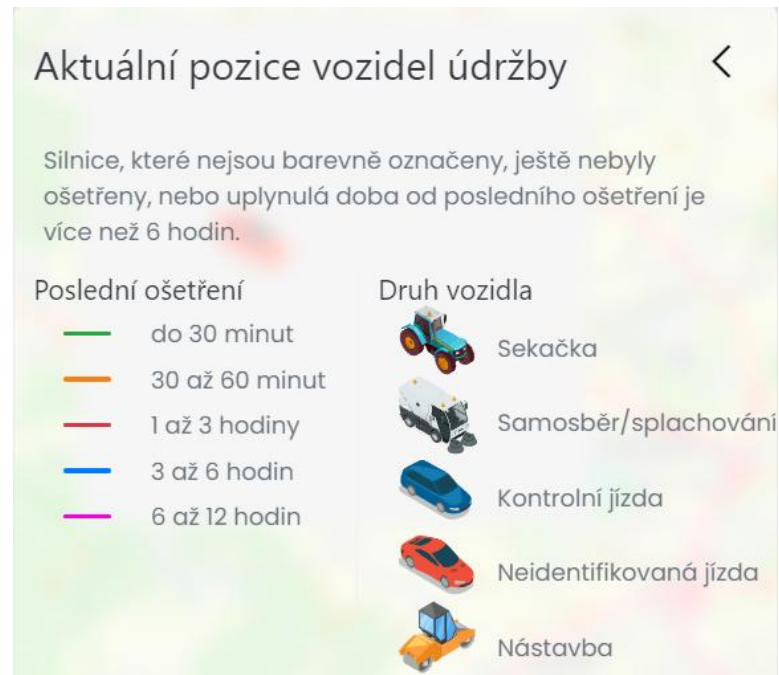 Aktuální pozice vozidel údržby
Silnice, které nejsou barevně označeny, ještě nebyly
ošetřeny, nebo uplynulá doba od posledního ošetření je
více než 6 hodin.
Poslední ošetření
do 30 minut
30 až 60 minut
1 až 3 hodiny
3 až 6 hodin
6 až 12 hodin
Druh vozidla
Sekačka
Samosběr/splachování
Kontrolní jízda
Neidentifikovaná jízda
Nástavba